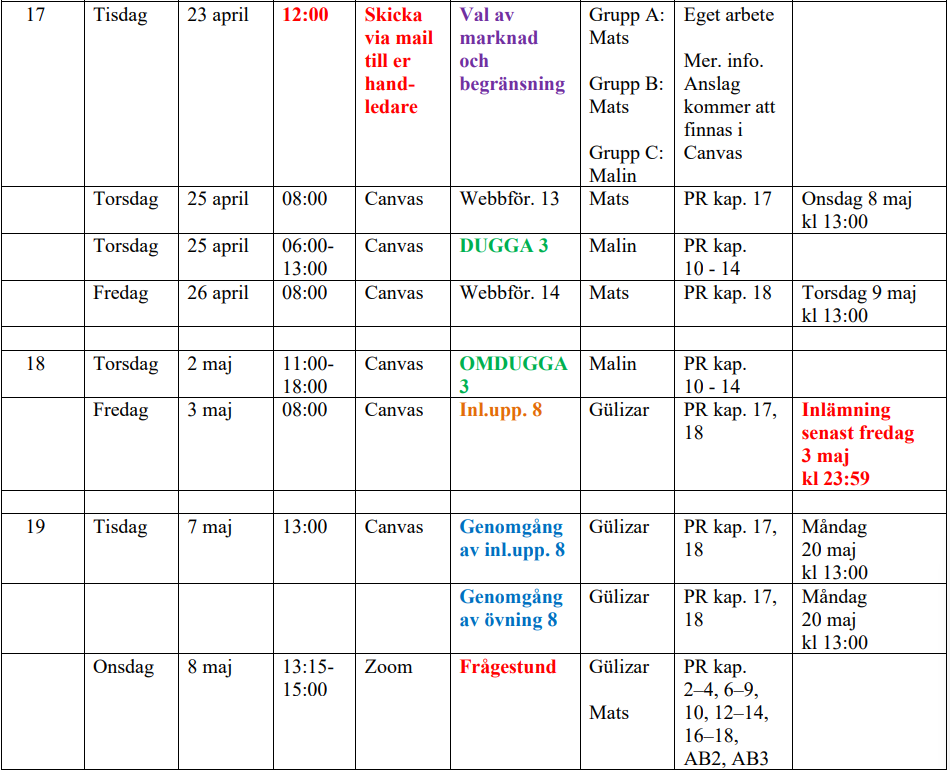 17 Tisdag 23 april 12:00 Skicka Val av Grupp A: Eget arbete
via mail marknad Mats
till er och Mer. info.
hand- begränsning Grupp B: Anslag
ledare Mats kommer att
finnas i
Grupp C: Canvas
Malin
Torsdag 25 april 08:00 Canvas Webbför. 13 Mats PR kap. 17 Onsdag 8 maj
kl 13:00
Torsdag 25 april 06:00- Canvas DUGGA 3 Malin PR kap.
13:00 10 - 14
Fredag 26 april 08:00 Canvas Webbför. 14 Mats PR kap. 18 Torsdag 9 maj
kl 13:00
18 Torsdag 2 maj 11:00- Canvas OMDUGGA Malin PR kap.
18:00 3 10 - 14
Fredag 3 maj 08:00 Canvas Inl.upp. 8 Gülizar PR kap. 17, Inlämning
18 senast fredag
3 maj
kl 23:59
19 Tisdag 7 maj 13:00 Canvas Genomgång Gülizar PR kap. 17, Måndag
av inl.upp. 8 18 20 maj
kl 13:00
Genomgång Gülizar PR kap. 17, Måndag
av övning 8 18 20 maj
kl 13:00
Onsdag 8 maj 13:15- Zoom Frågestund Gülizar PR kap.
15:00 2–4, 6–9,
Mats 10, 12–14,
16–18,
AB2, AB3